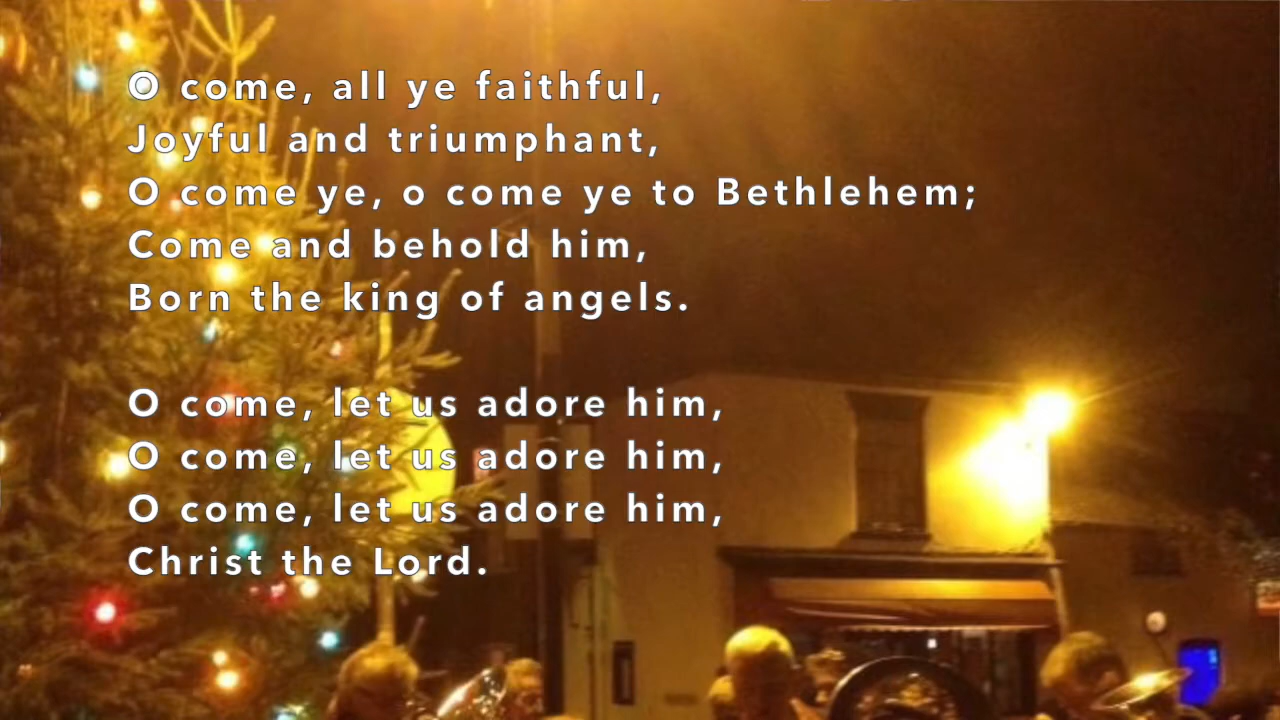 O come, all ye faithful,
Joyful and triumphant,
O come ye, o come ye to Bethlehem;
Come and behold him,
Born the king of angels.
O come, let us adore him,
O come, let us adore him,
O come, let us adore him,
Christ the Lord.